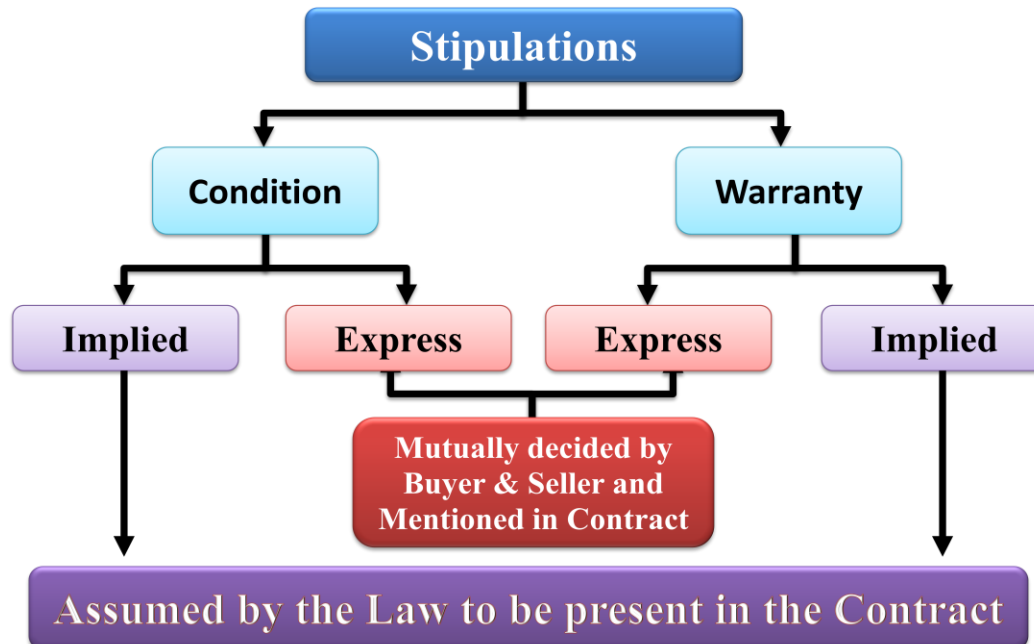 Stipulations
Condition
Warranty
Implied
Express
Express
Implied
Mutually decided by
Buyer & Seller and
Mentioned in Contract
Assumed by the Law to be present in the Contract